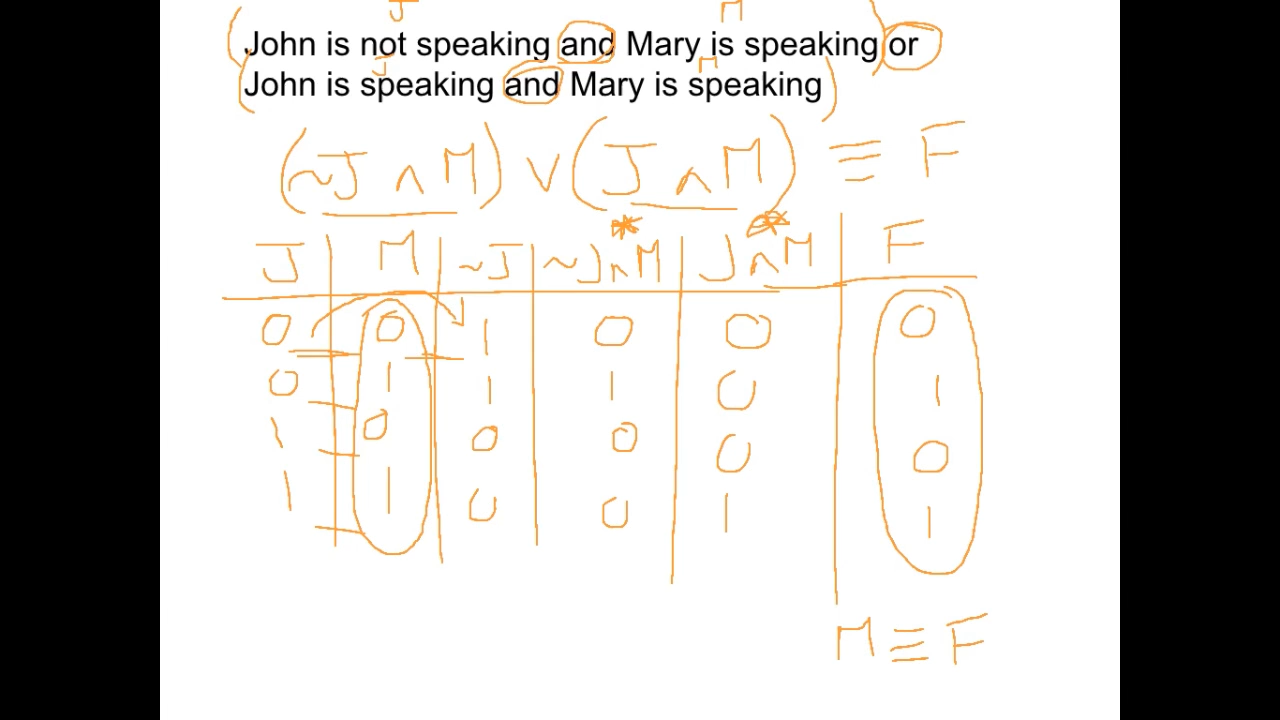 J M
John is not speaking and Mary is speaking or
J M
John is speaking and Mary is speaking
(~J ∧ M) ∨ (J ∧ M) ≡ F
* *
J M ~J ~J∧M J∧M F
0 0 1 0 0 0
0 1 1 1 0 1
1 0 0 0 0 0
1 1 0 0 1 1
M ≡ F